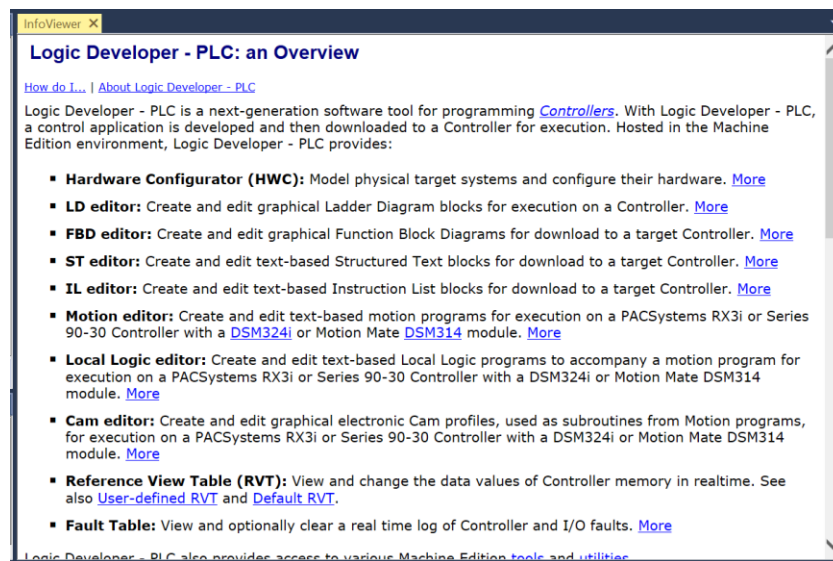 InfoViewer
Logic Developer - PLC: an Overview
How do I... | About Logic Developer - PLC
Logic Developer - PLC is a next-generation software tool for programming Controllers. With Logic Developer - PLC,
a control application is developed and then downloaded to a Controller for execution. Hosted in the Machine
Edition environment, Logic Developer - PLC provides:
▪ Hardware Configurator (HWC): Model physical target systems and configure their hardware. More
▪ LD editor: Create and edit graphical Ladder Diagram blocks for execution on a Controller. More
▪ FBD editor: Create and edit graphical Function Block Diagrams for download to a target Controller. More
▪ ST editor: Create and edit text-based Structured Text blocks for download to a target Controller. More
▪ IL editor: Create and edit text-based Instruction List blocks for download to a target Controller. More
▪ Motion editor: Create and edit text-based motion programs for execution on a PACSystems RX3i or Series
90-30 Controller with a DSM324i or Motion Mate DSM314 module. More
▪ Local Logic editor: Create and edit text-based Local Logic programs to accompany a motion program for
execution on a PACSystems RX3i or Series 90-30 Controller with a DSM324i or Motion Mate DSM314
module. More
▪ Cam editor: Create and edit graphical electronic Cam profiles, used as subroutines from Motion programs,
for execution on a PACSystems RX3i or Series 90-30 Controller with a DSM324i or Motion Mate DSM314
module. More
▪ Reference View Table (RVT): View and change the data values of Controller memory in realtime. See
also User-defined RVT and Default RVT.
▪ Fault Table: View and optionally clear a real time log of Controller and I/O faults. More
Logic Developer - PLC also provides access to various Machine Edition tools and utilities